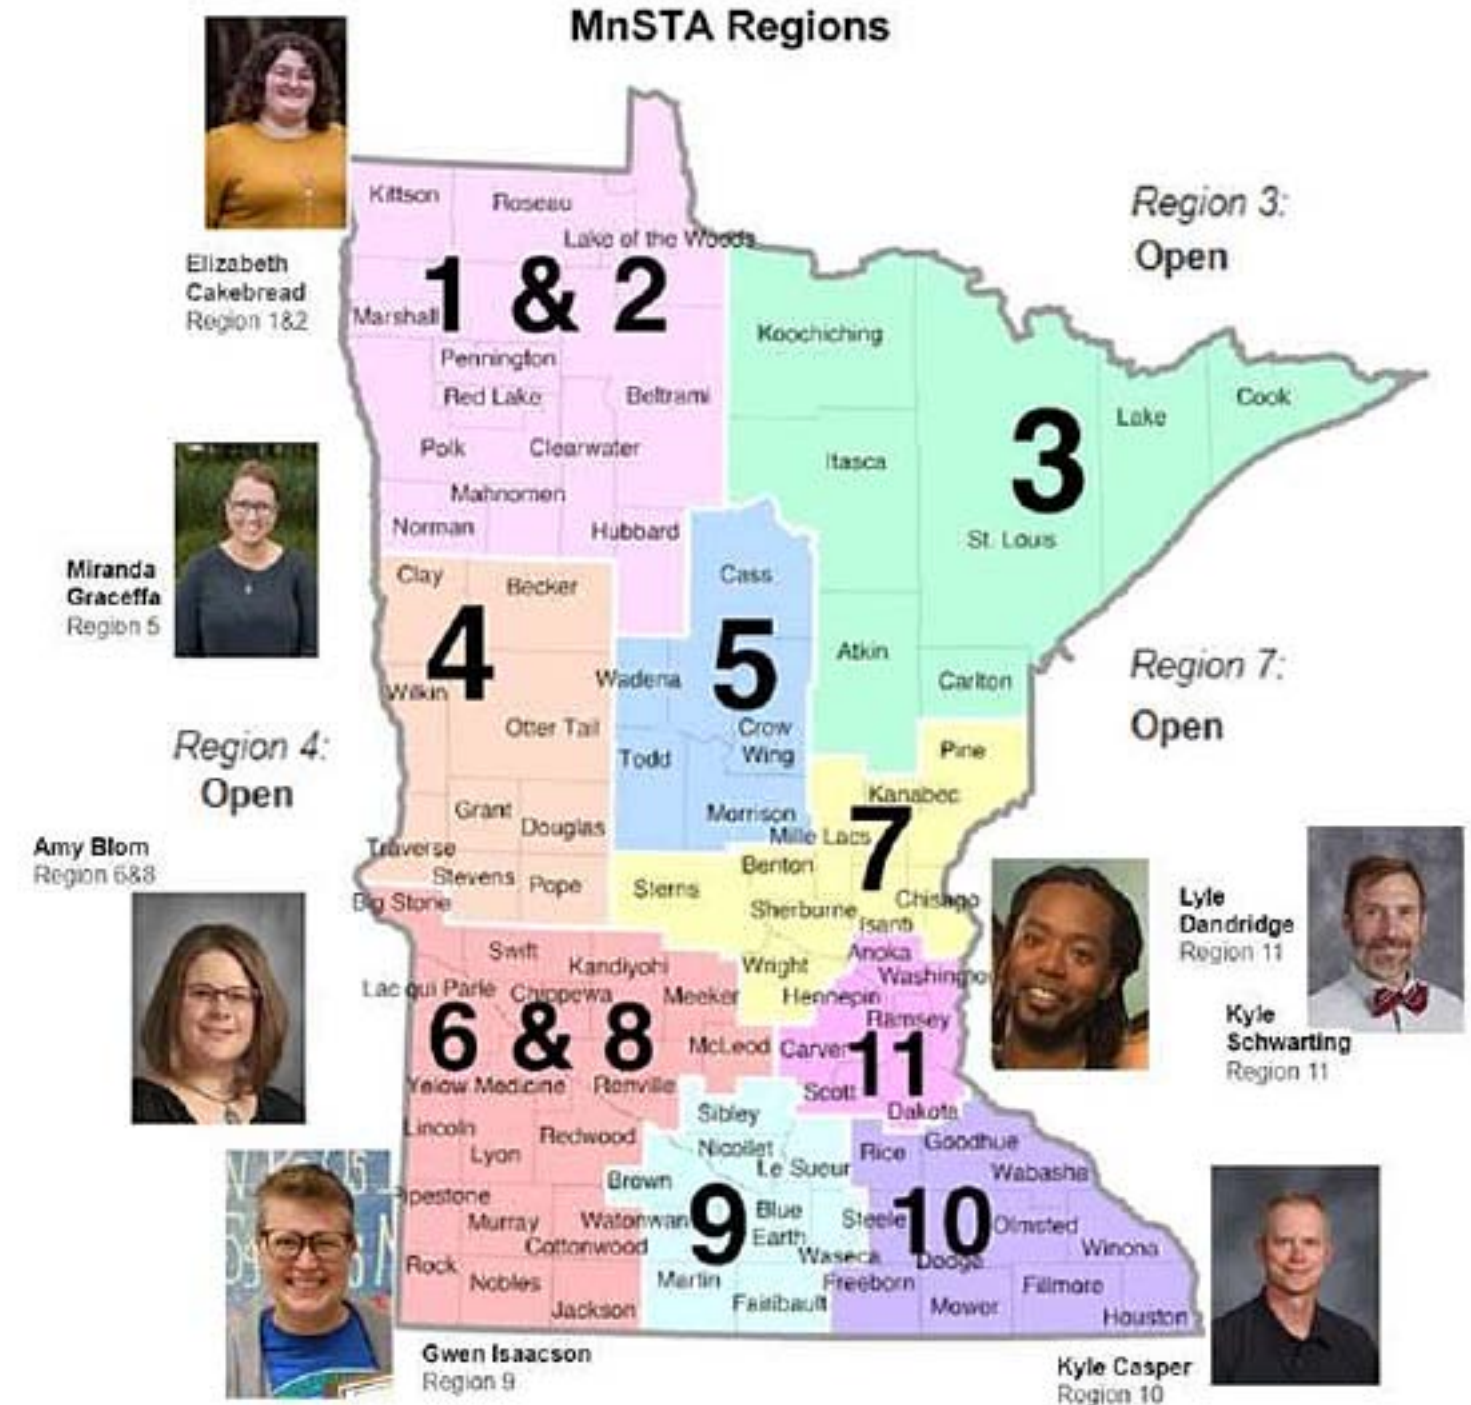 MnSTA Regions
Elizabeth
Cakebread
Region 1&2
Miranda
Graceffa
Region 5
Region 4:
Open
Amy Blom
Region 6&8
Gwen Isaacson
Region 9
Region 3:
Open
Region 7:
Open
Lyle
Dandridge
Region 11
Kyle
Schwarting
Region 11
Kyle Casper
Region 10
1 & 2
Kittson
Roseau
Lake of the Woods
Marshall
Pennington
Red Lake
Beltrami
Polk
Clearwater
Mahnomen
Norman
Hubbard
3
Koochiching
Itasca
St. Louis
Lake
Cook
Atkin
Carlton
4
Clay
Becker
Wilkin
Otter Tail
Grant
Douglas
Traverse
Stevens
Pope
5
Cass
Wadena
Crow
Wing
Todd
Morrison
7
Pine
Kanabec
Mille Lacs
Benton
Sterns
Sherburne
Chisago
Isanti
Wright
6 & 8
Big Stone
Swift
Kandiyohi
Lac qui Parle
Chippewa
Meeker
McLeod
Yelow Medicine
Renville
Lincoln
Lyon
Redwood
Pipestone
Murray
Cottonwood
Rock
Nobles
Jackson
11
Anoka
Washingto
Hennepin
Ramsey
Carver
Scott
Dakota
9
Sibley
Nicollet
Le Sueur
Brown
Watonwan
Blue
Earth
Waseca
Martin
Fairibault
10
Rice
Goodhue
Wabasha
Steele
Dodge
Olmsted
Winona
Freeborn
Mower
Fillmore
Houston